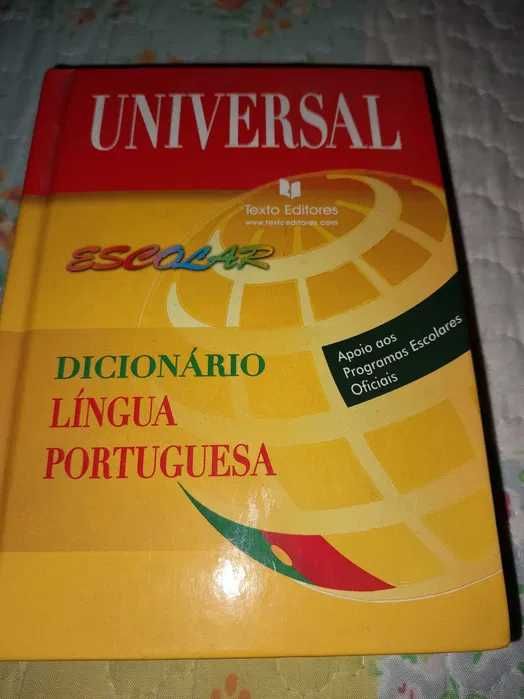 UNIVERSAL
Texto Editores
www.textoeditores.com
ESCOLAR
Apoio aos
Programas Escolares
Oficiais
DICIONÁRIO
LÍNGUA
PORTUGUESA